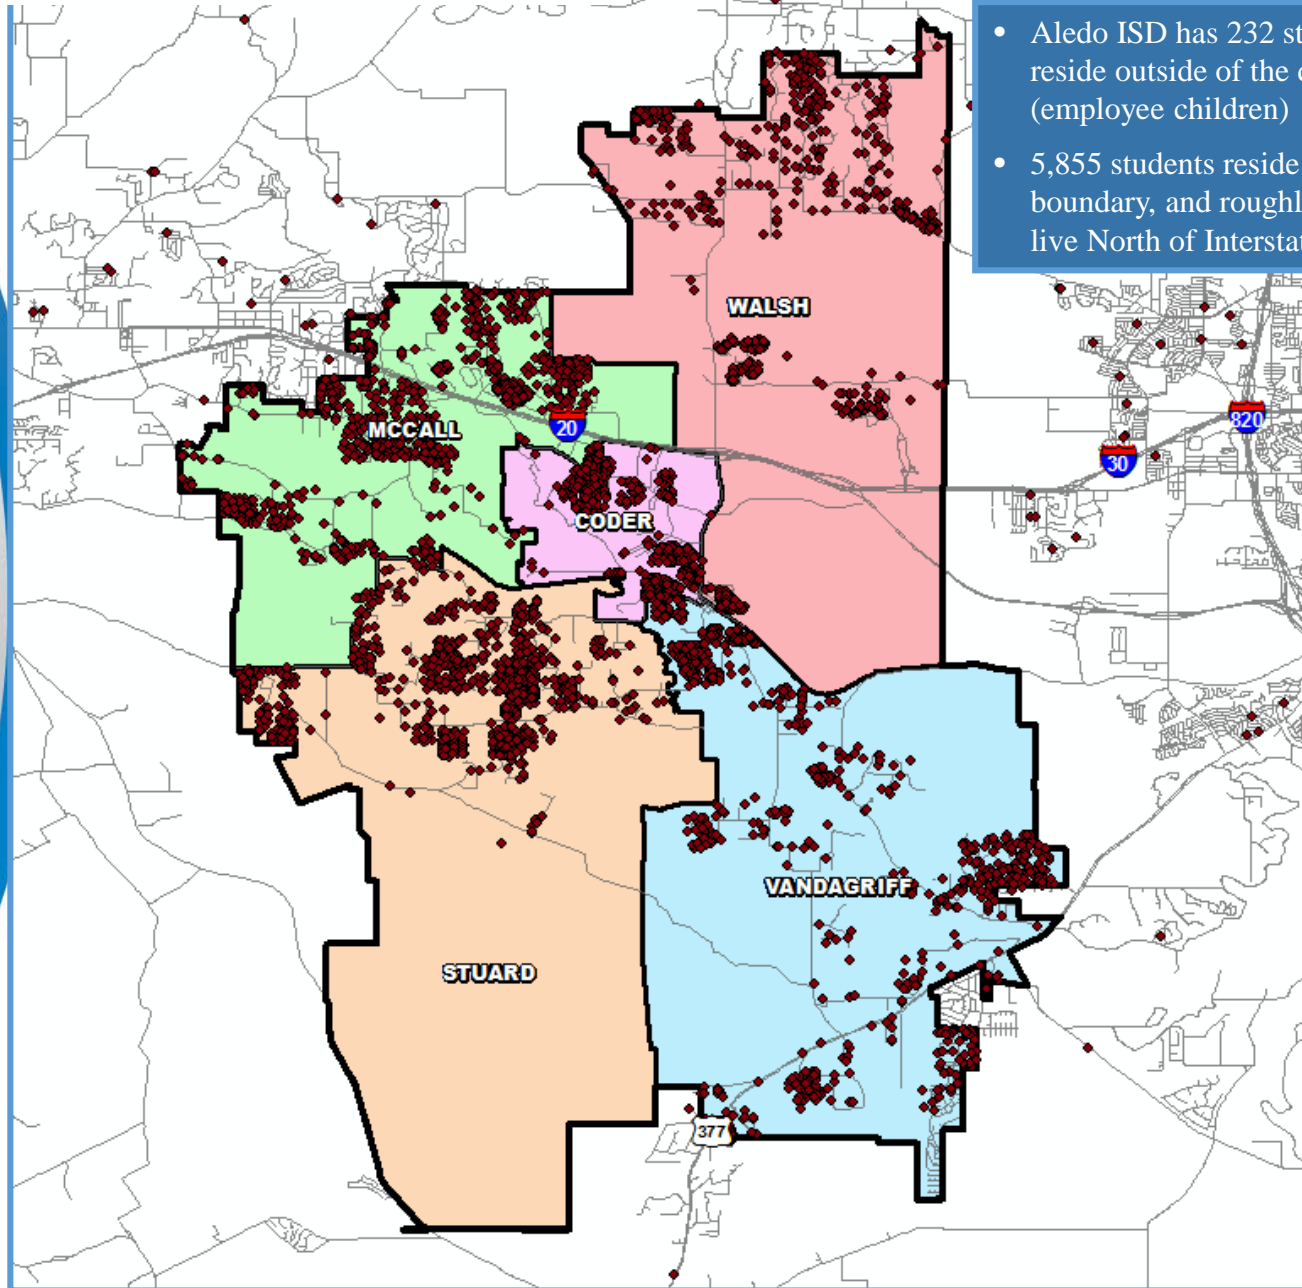 • Aledo ISD has 232 st
reside outside of the
(employee children)
• 5,855 students reside
boundary, and roughl
live North of Interstat
WALSH
MCCALL
20
820
30
CODER
VANDAGRIFF
STUARD
377